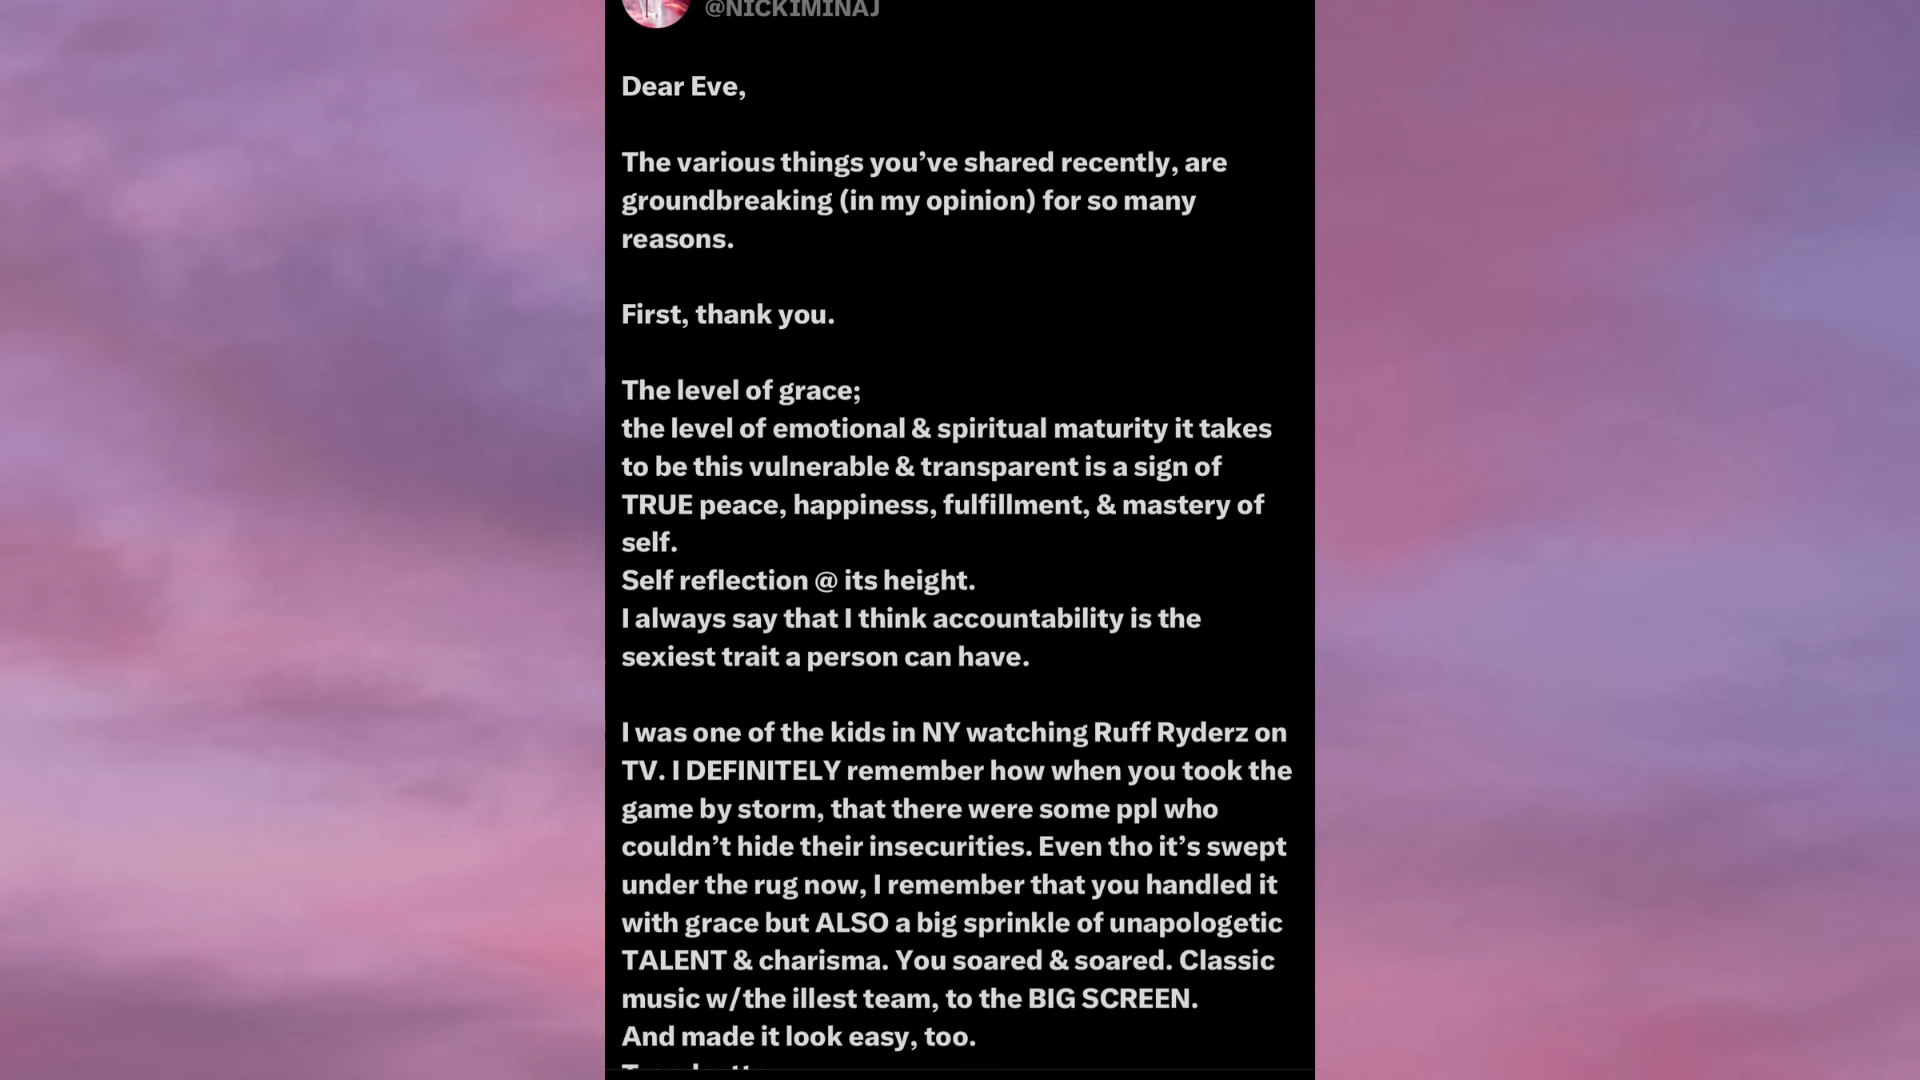 @NICKIMINAJ
Dear Eve,
The various things you’ve shared recently, are
groundbreaking (in my opinion) for so many
reasons.
First, thank you.
The level of grace;
the level of emotional & spiritual maturity it takes
to be this vulnerable & transparent is a sign of
TRUE peace, happiness, fulfillment, & mastery of
self.
Self reflection @ its height.
I always say that I think accountability is the
sexiest trait a person can have.
I was one of the kids in NY watching Ruff Ryderz on
TV. I DEFINITELY remember how when you took the
game by storm, that there were some ppl who
couldn’t hide their insecurities. Even tho it’s swept
under the rug now, I remember that you handled it
with grace but ALSO a big sprinkle of unapologetic
TALENT & charisma. You soared & soared. Classic
music w/the illest team, to the BIG SCREEN.
And made it look easy, too.